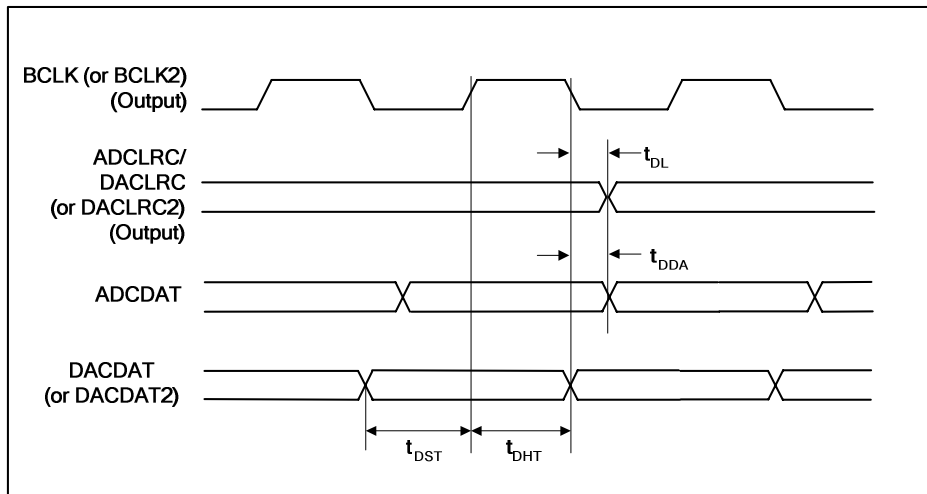 BCLK (or BCLK2)
(Output)
ADCLRC/
DACLRC
(or DACLRC2)
(Output)
tDL
tDDA
ADCDAT
DACDAT
(or DACDAT2)
tDST
tDHT